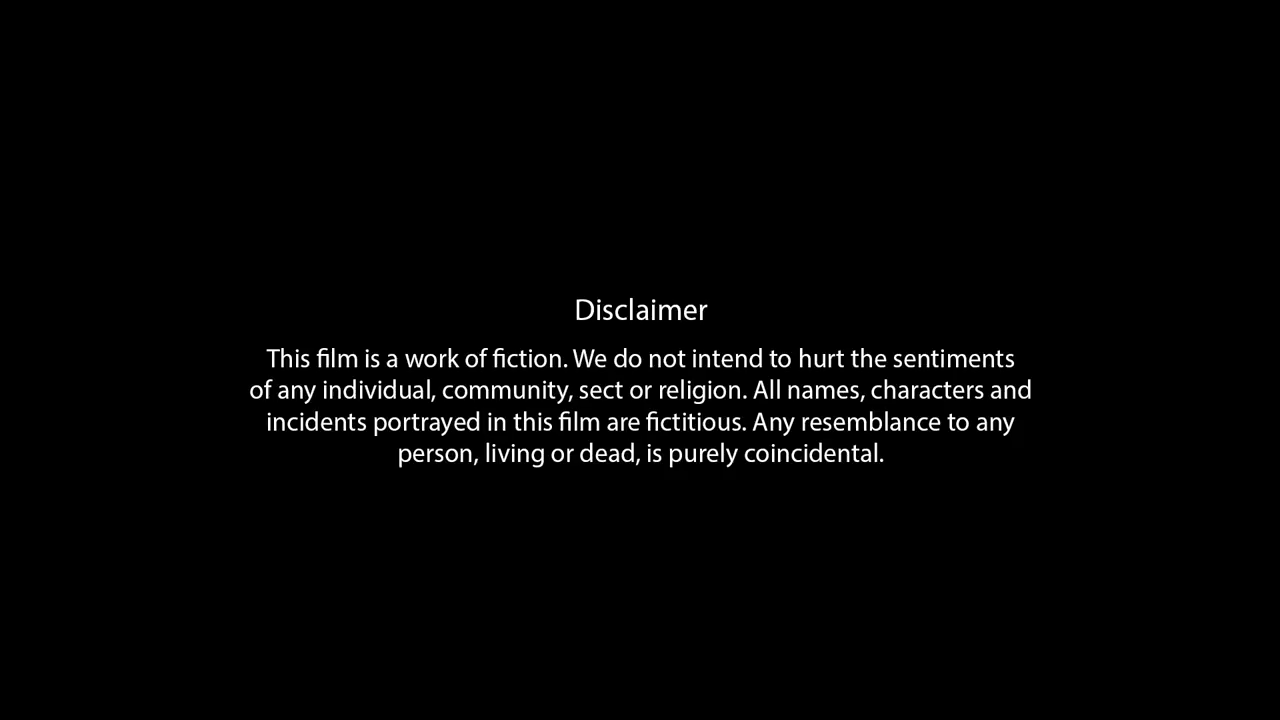 Disclaimer
This film is a work of fiction. We do not intend to hurt the sentiments
of any individual, community, sect or religion. All names, characters and
incidents portrayed in this film are fictitious. Any resemblance to any
person, living or dead, is purely coincidental.